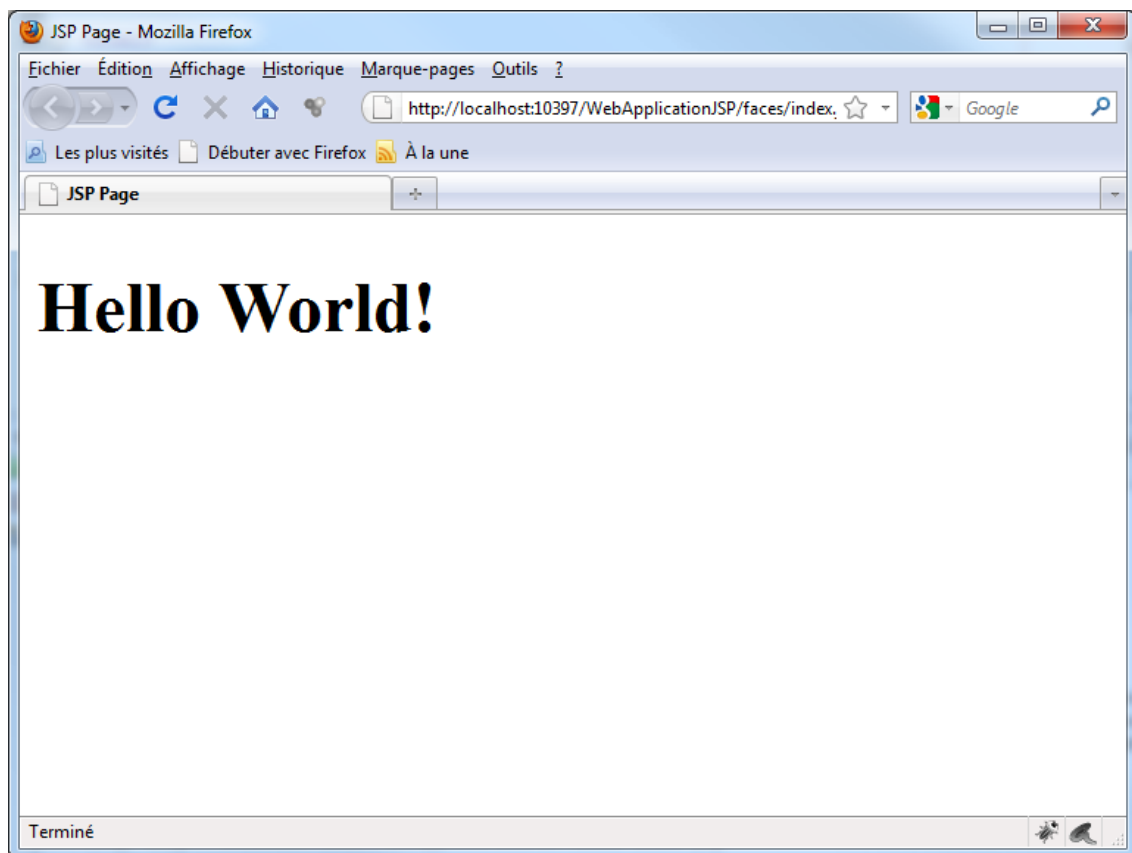 JSP Page - Mozilla Firefox
Fichier Édition Affichage Historique Marque-pages Outils ?
http://localhost:10397/WebApplicationJSP/faces/index. Google
Les plus visités Débuter avec Firefox À la une
JSP Page
Hello World!
Terminé